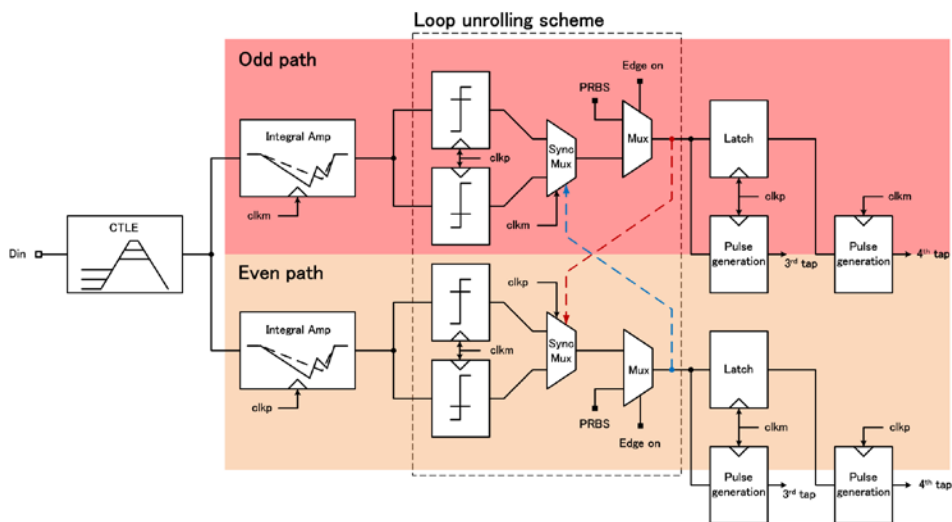 Loop unrolling scheme
Odd path
Edge on
PRBS
Integral Amp
Sync
Mux
Mux
Latch
clkp
clkm
clkm
clkp
clkm
CTLE
Din
Pulse
generation
3rd tap
Pulse
generation
4th tap
Even path
clkp
Integral Amp
Sync
Mux
Mux
Latch
clkm
clkp
PRBS
Edge on
clkm
clkp
Pulse
generation
3rd tap
Pulse
generation
4th tap